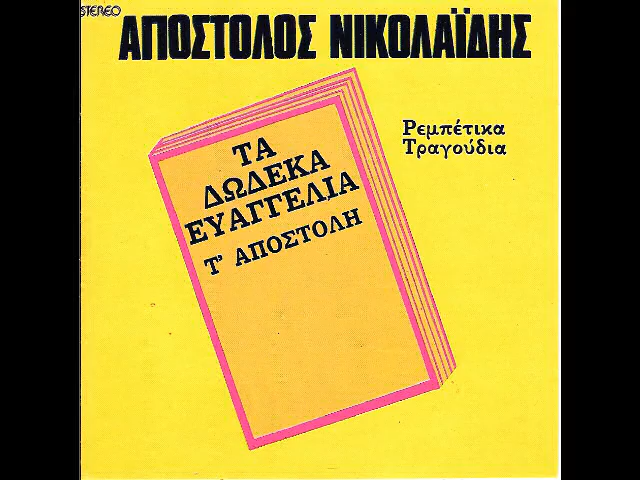 STEREO
ΑΠΟΣΤΟΛΟΣ ΝΙΚΟΛΑΪΔΗΣ
Ρεμπέτικα
Τραγούδια
ΤΑ
ΔΩΔΕΚΑ
ΕΥΑΓΓΕΛΙΑ
Τ' ΑΠΟΣΤΟΛΗ